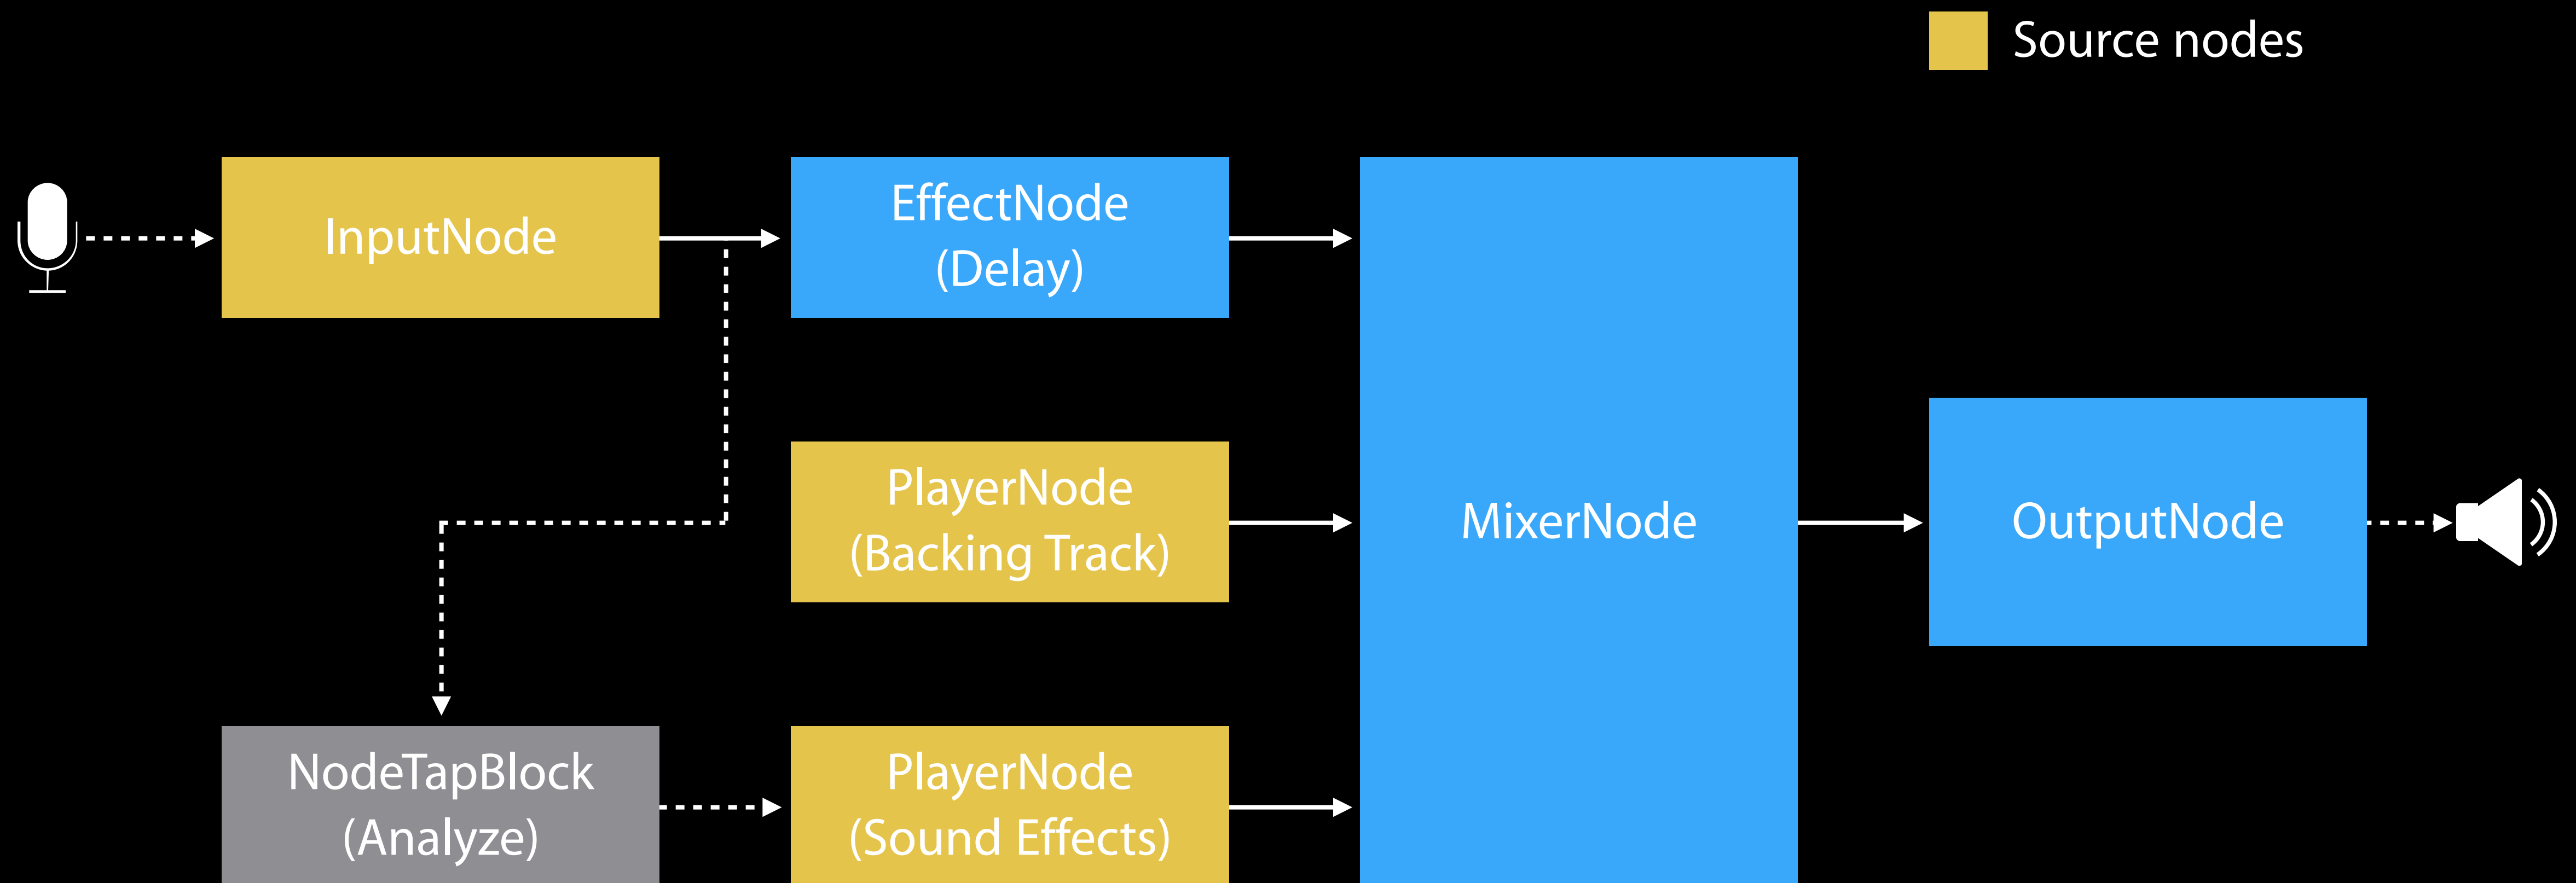 Source nodes
InputNode
EffectNode
(Delay)
PlayerNode
(Backing Track)
MixerNode
OutputNode
NodeTapBlock
(Analyze)
PlayerNode
(Sound Effects)